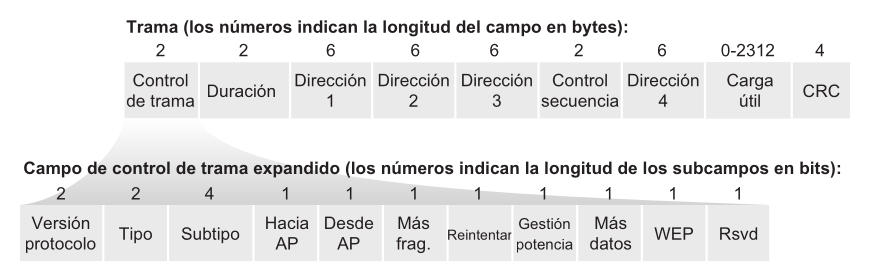 Trama (los números indican la longitud del campo en bytes):
2 2 6 6 6 2 6 0-2312 4
Control de trama
Duración
Dirección 1
Dirección 2
Dirección 3
Control secuencia
Dirección 4
Carga útil
CRC
Campo de control de trama expandido (los números indican la longitud de los subcampos en bits):
2 2 4 1 1 1 1 1 1 1 1
Versión protocolo
Tipo
Subtipo
Hacia AP
Desde AP
Más frag.
Reintentar
Gestión potencia
Más datos
WEP
Rsvd